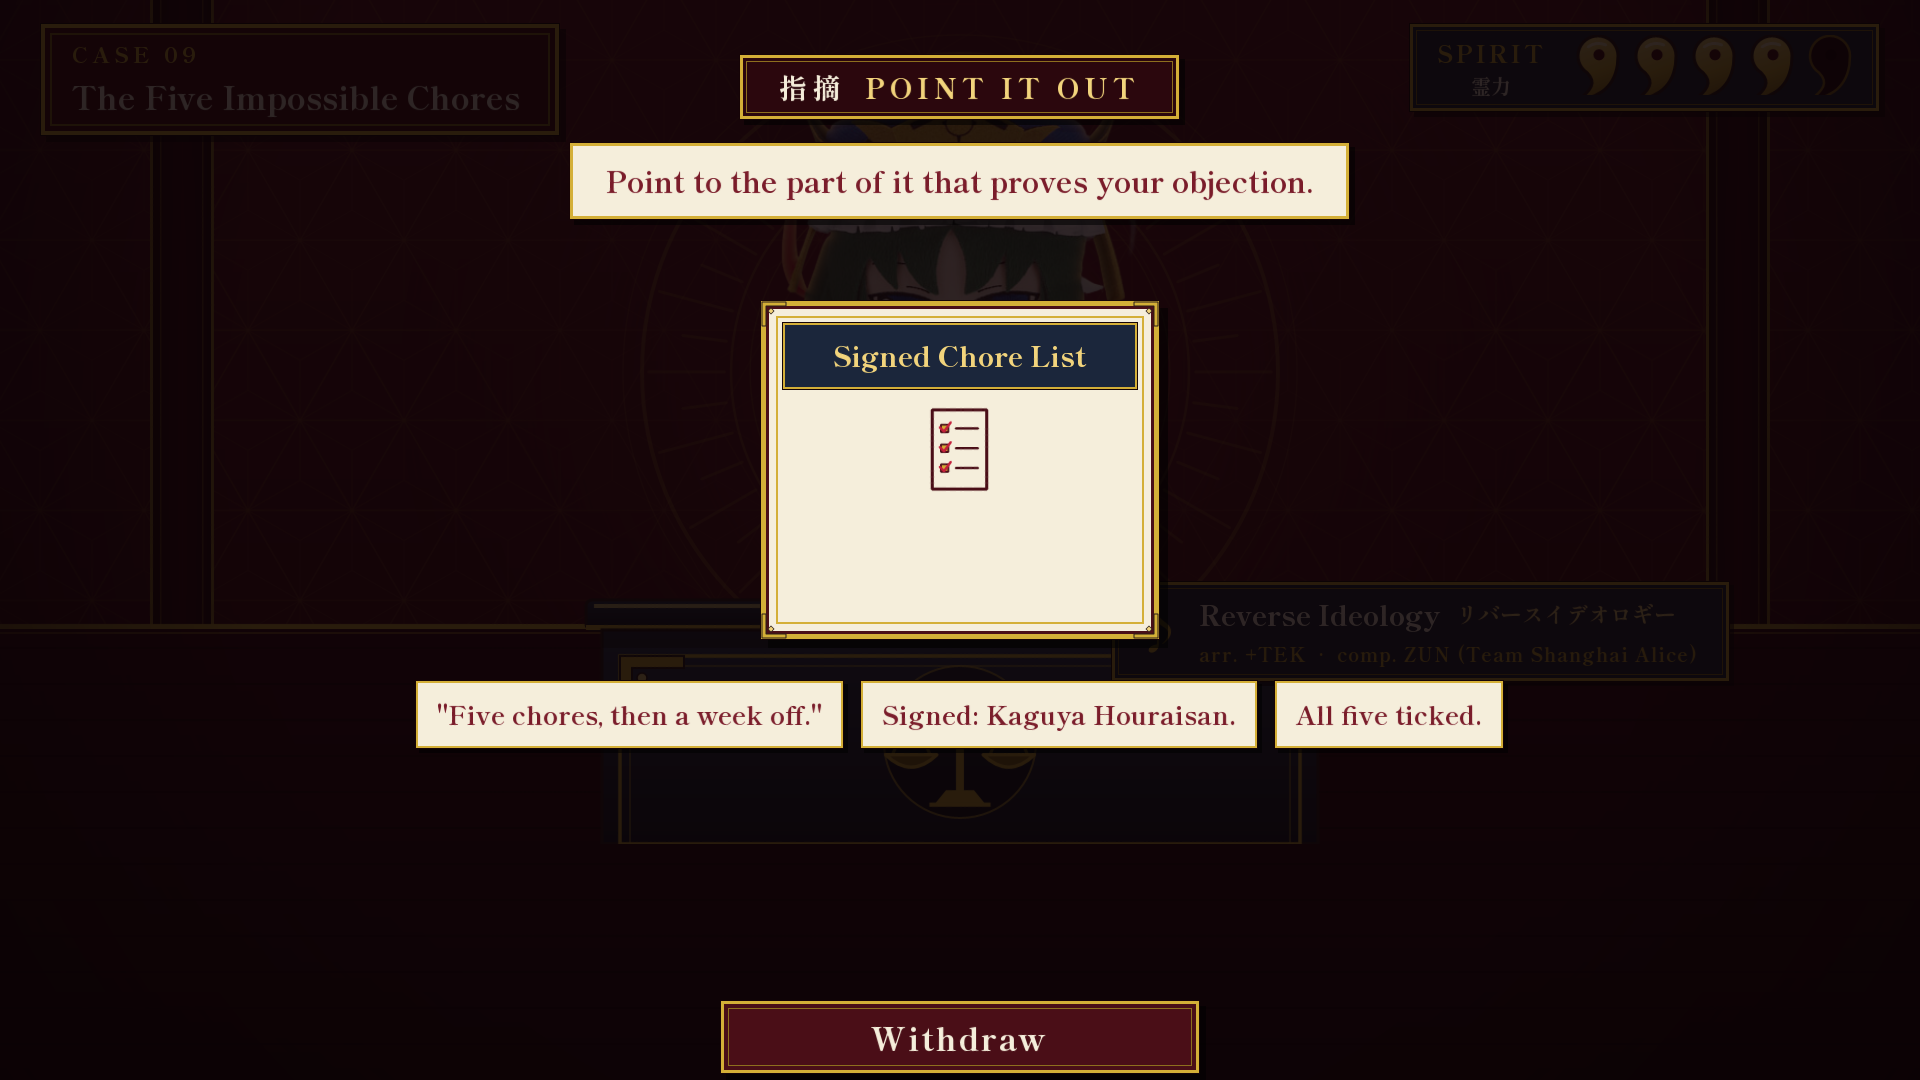 CASE 09
The Five Impossible Chores
指摘 POINT IT OUT
SPIRIT
霊力
Point to the part of it that proves your objection.
Signed Chore List
Reverse Ideology リバースイデオロギー
arr. +TEK · comp. ZUN (Team Shanghai Alice)
"Five chores, then a week off."
Signed: Kaguya Houraisan.
All five ticked.
Withdraw